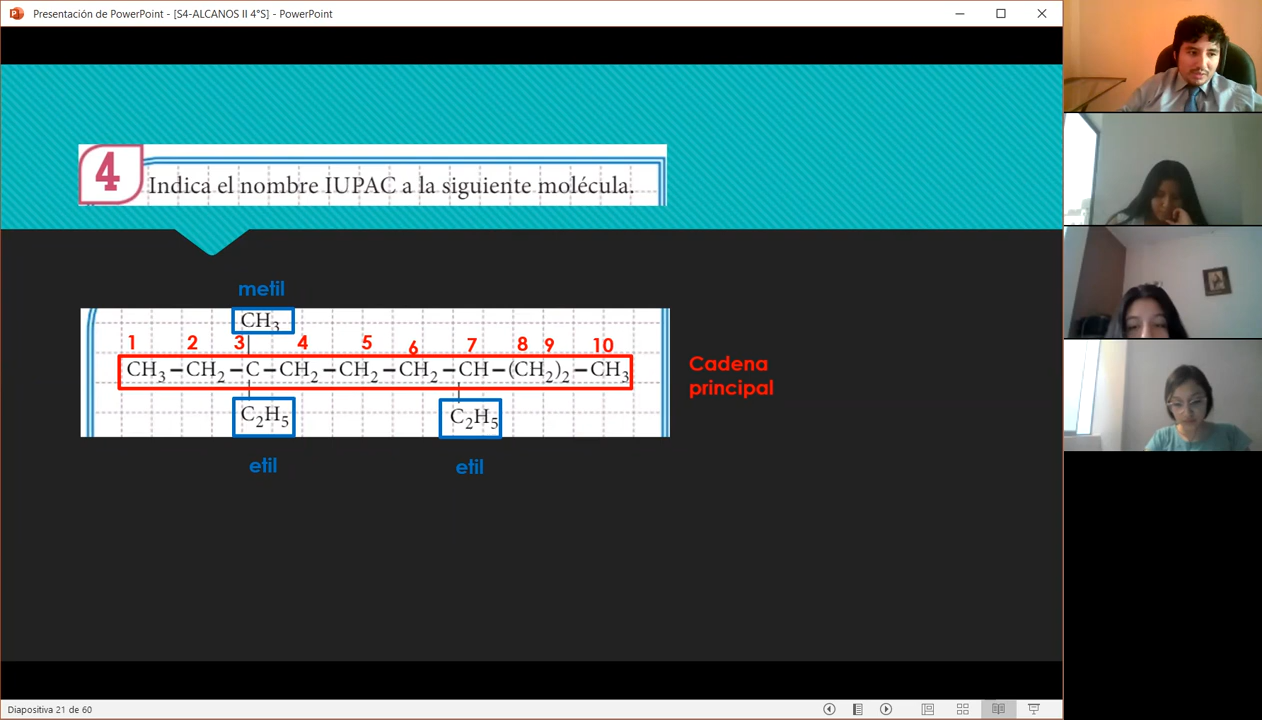 Presentación de PowerPoint - [S4-ALCANOS II 4°S] - PowerPoint
4
Indica el nombre IUPAC a la siguiente molécula.
metil
CH3
1 2 3 4 5 6 7 8 9 10
CH3 – CH2 – C – CH2 – CH2 – CH2 – CH – (CH2)2 – CH3
Cadena
principal
C2H5 C2H5
etil etil
Diapositiva 21 de 60